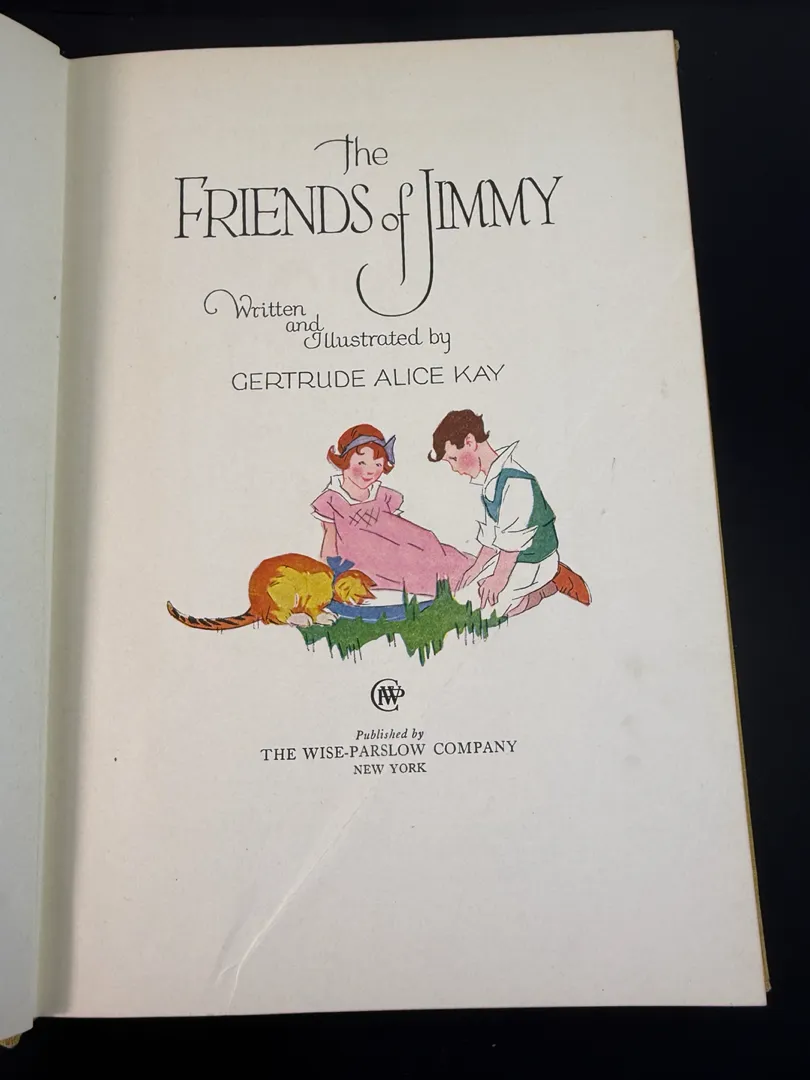 The
FRIENDS of JIMMY
Written
and
Illustrated by
GERTRUDE ALICE KAY
Published by
THE WISE-PARSLOW COMPANY
NEW YORK